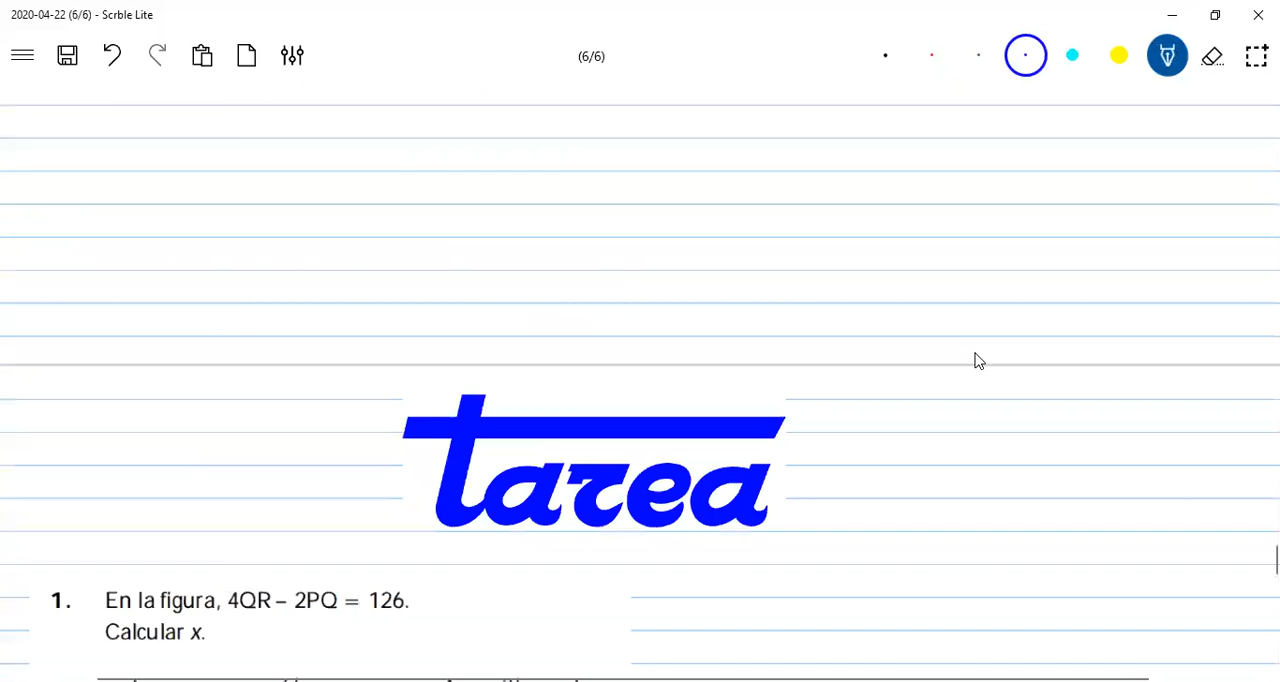 2020-04-22 (6/6) - Scrble Lite
(6/6)
tarea
1. En la figura, 4QR – 2PQ = 126.
Calcular x.